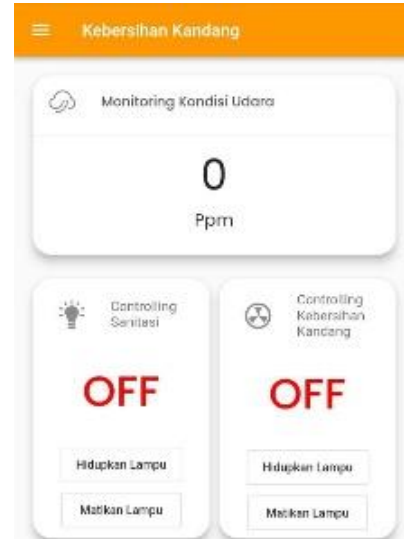 Kebersihan Kandang
Monitoring Kondisi Udara
0
Ppm
Controlling
Sanitasi
OFF
Hidupkan Lampu
Matikan Lampu
Controlling
Kebersihan
Kandang
OFF
Hidupkan Lampu
Matikan Lampu